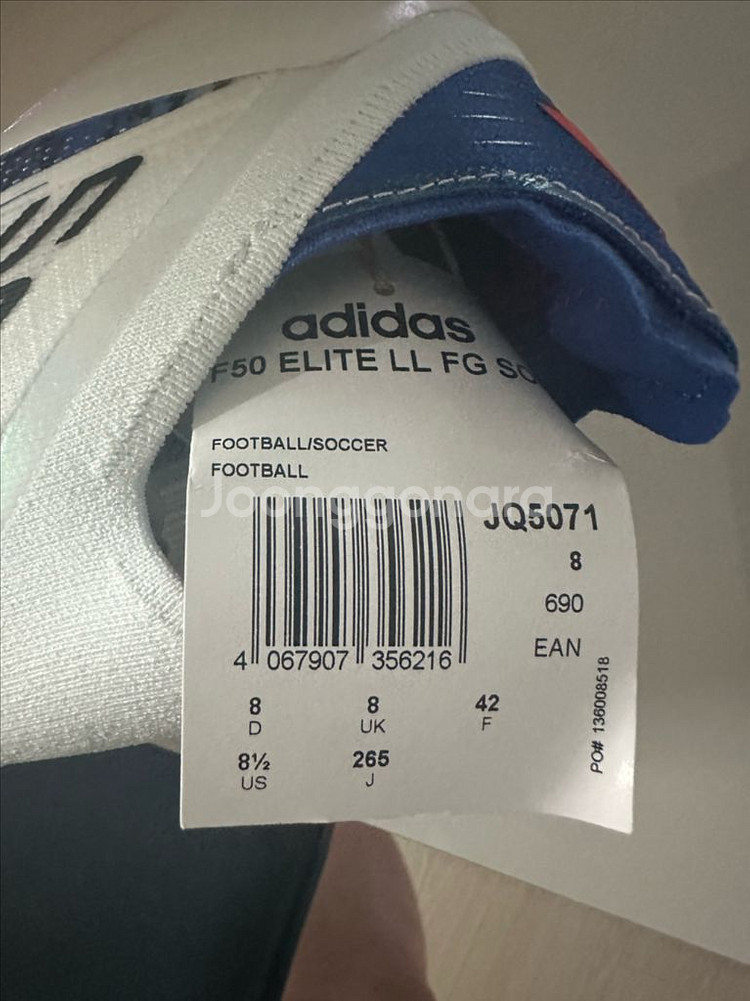 adidas
F50 ELITE LL FG
FOOTBALL/SOCCER
FOOTBALL
Joonggonara
JQ5071
8
690
EAN
4 067907 356216
8 8 42
D UK F
8½ 265
US J
PO# 136008518